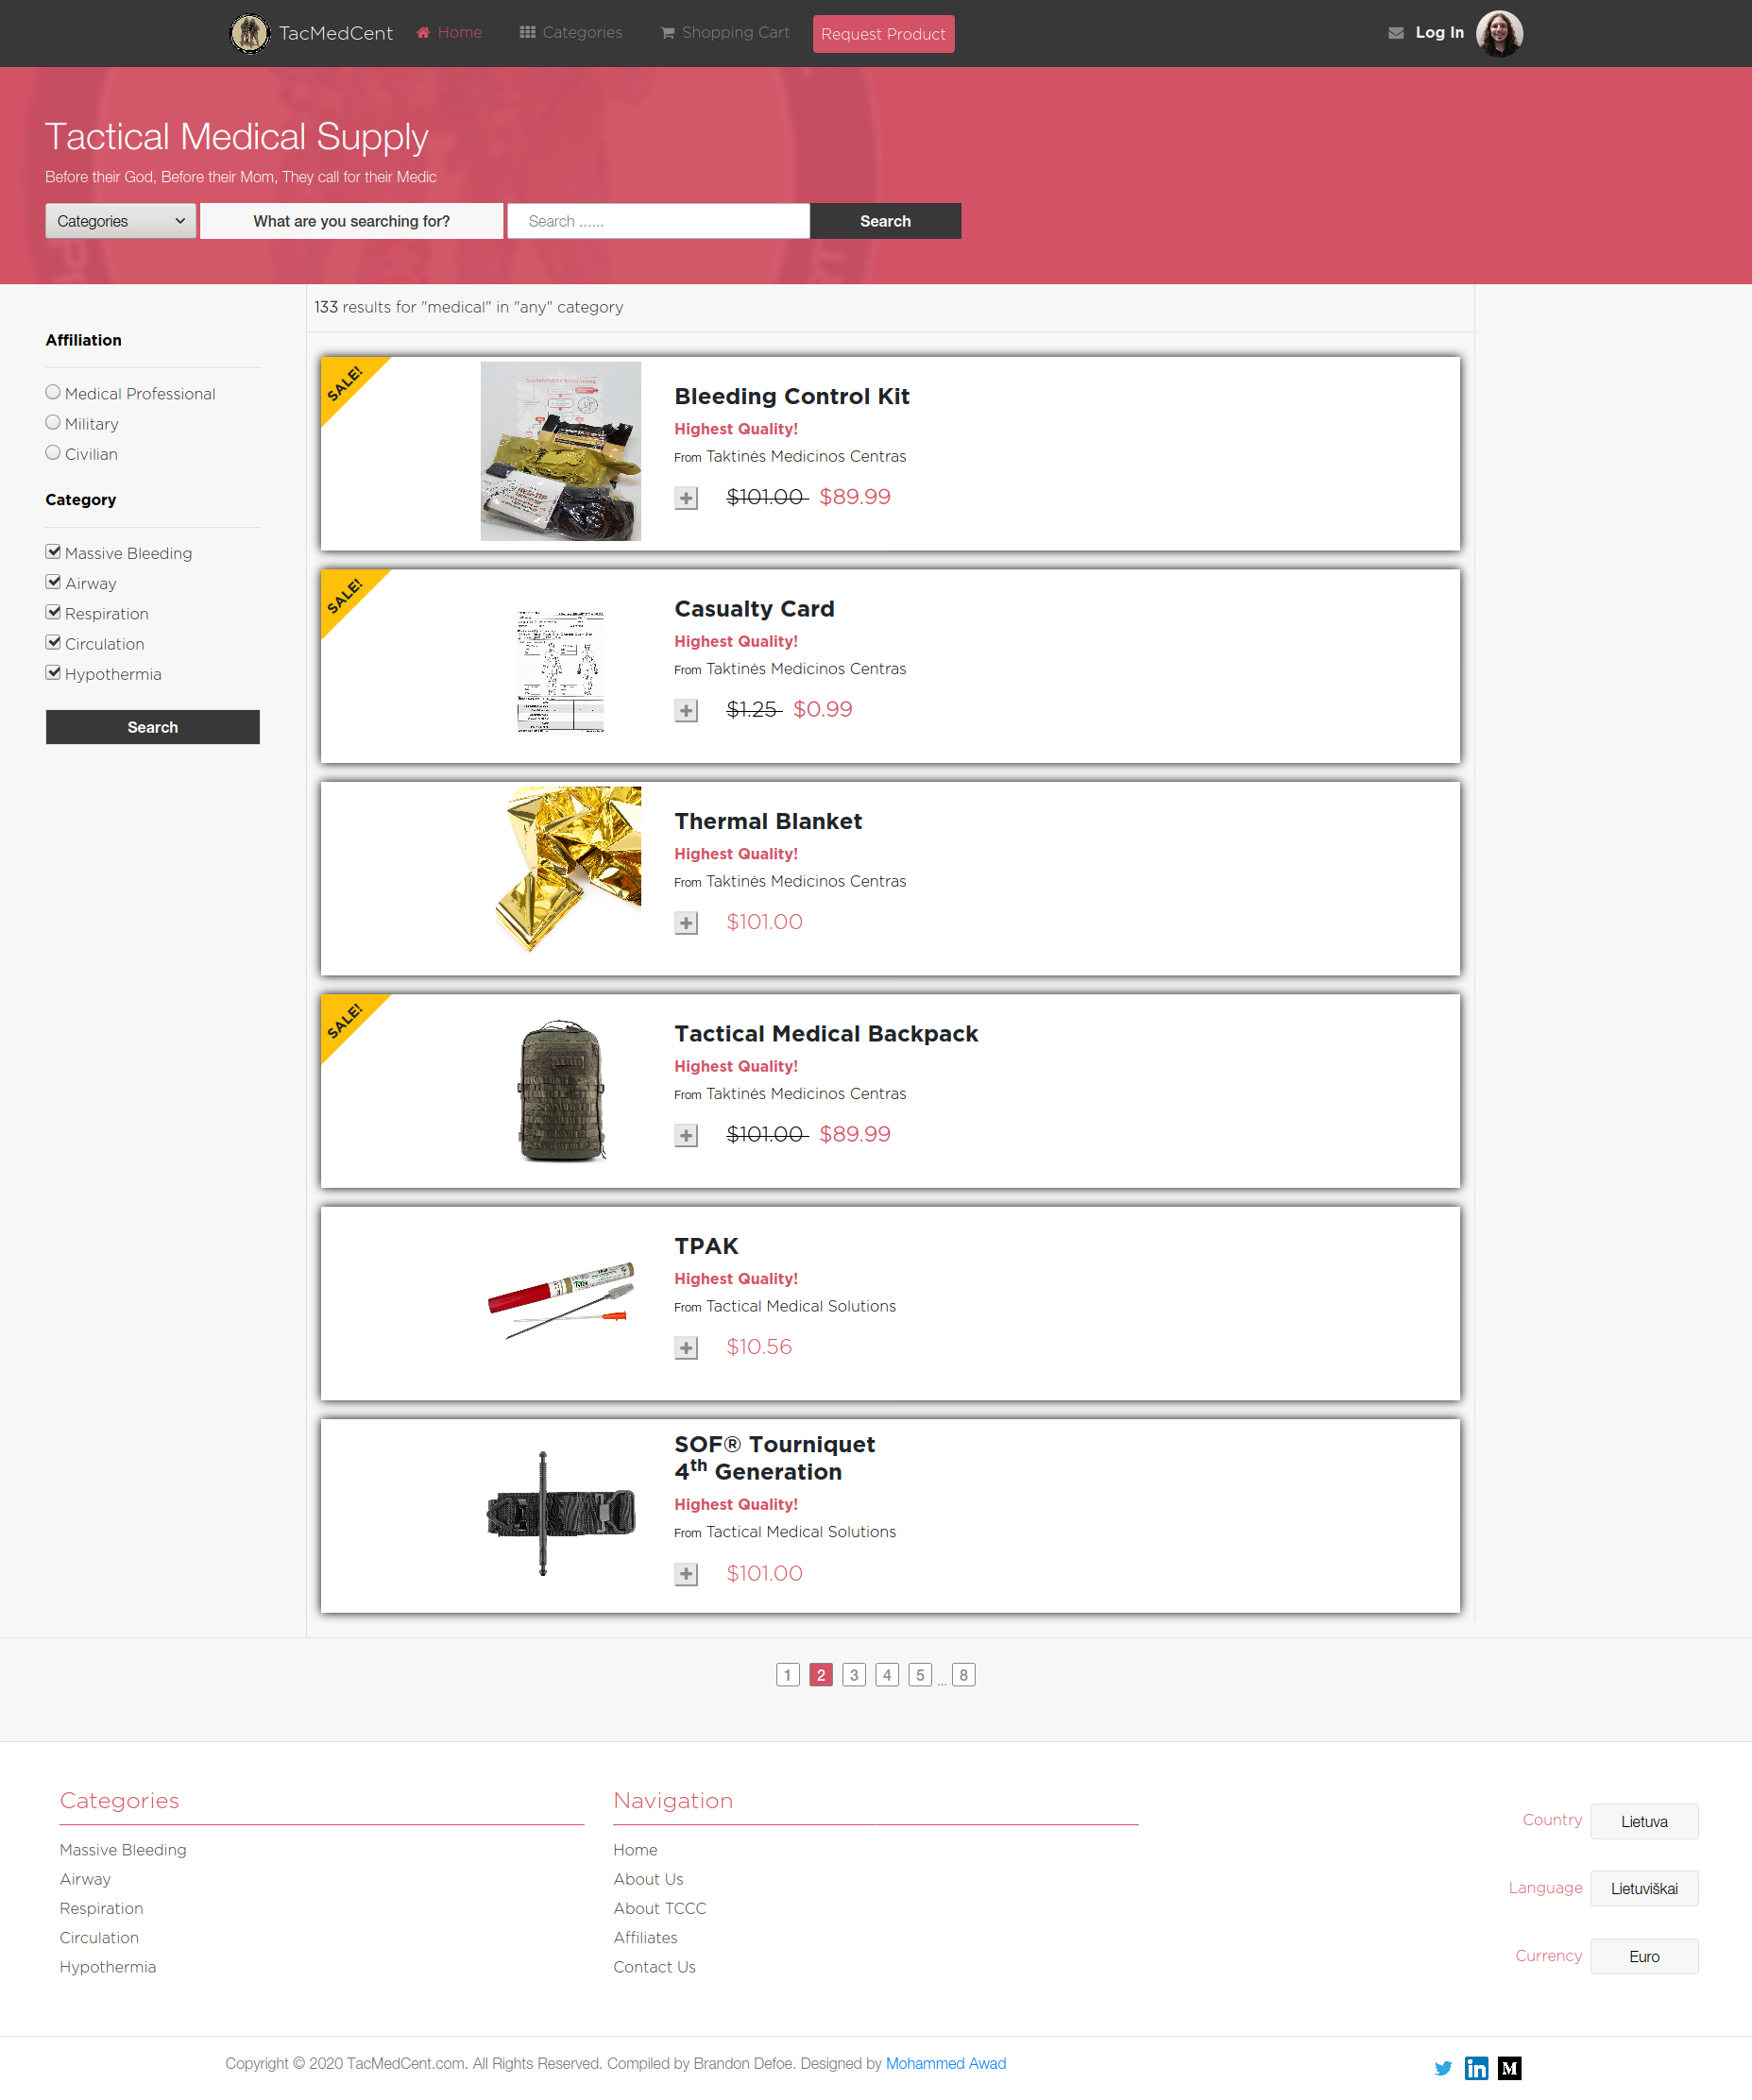 TacMedCent Home Categories Shopping Cart Request Product Log In
Tactical Medical Supply
Before their God, Before their Mom, They call for their Medic
Categories What are you searching for? Search ...... Search
133 results for "medical" in "any" category
Affiliation
Medical Professional
Military
Civilian
Category
Massive Bleeding
Airway
Respiration
Circulation
Hypothermia
Search
SALE!
Bleeding Control Kit
Highest Quality!
From Taktinės Medicinos Centras
$101.00 $89.99
SALE!
Casualty Card
Highest Quality!
From Taktinės Medicinos Centras
$1.25 $0.99
Thermal Blanket
Highest Quality!
From Taktinės Medicinos Centras
$101.00
SALE!
Tactical Medical Backpack
Highest Quality!
From Taktinės Medicinos Centras
$101.00 $89.99
TPAK
Highest Quality!
From Tactical Medical Solutions
$10.56
SOF® Tourniquet
4th Generation
Highest Quality!
From Tactical Medical Solutions
$101.00
1 2 3 4 5 ... 8
Categories
Massive Bleeding
Airway
Respiration
Circulation
Hypothermia
Navigation
Home
About Us
About TCCC
Affiliates
Contact Us
Country Lietuva
Language Lietuviškai
Currency Euro
Copyright © 2020 TacMedCent.com. All Rights Reserved. Compiled by Brandon Defoe. Designed by Mohammed Awad